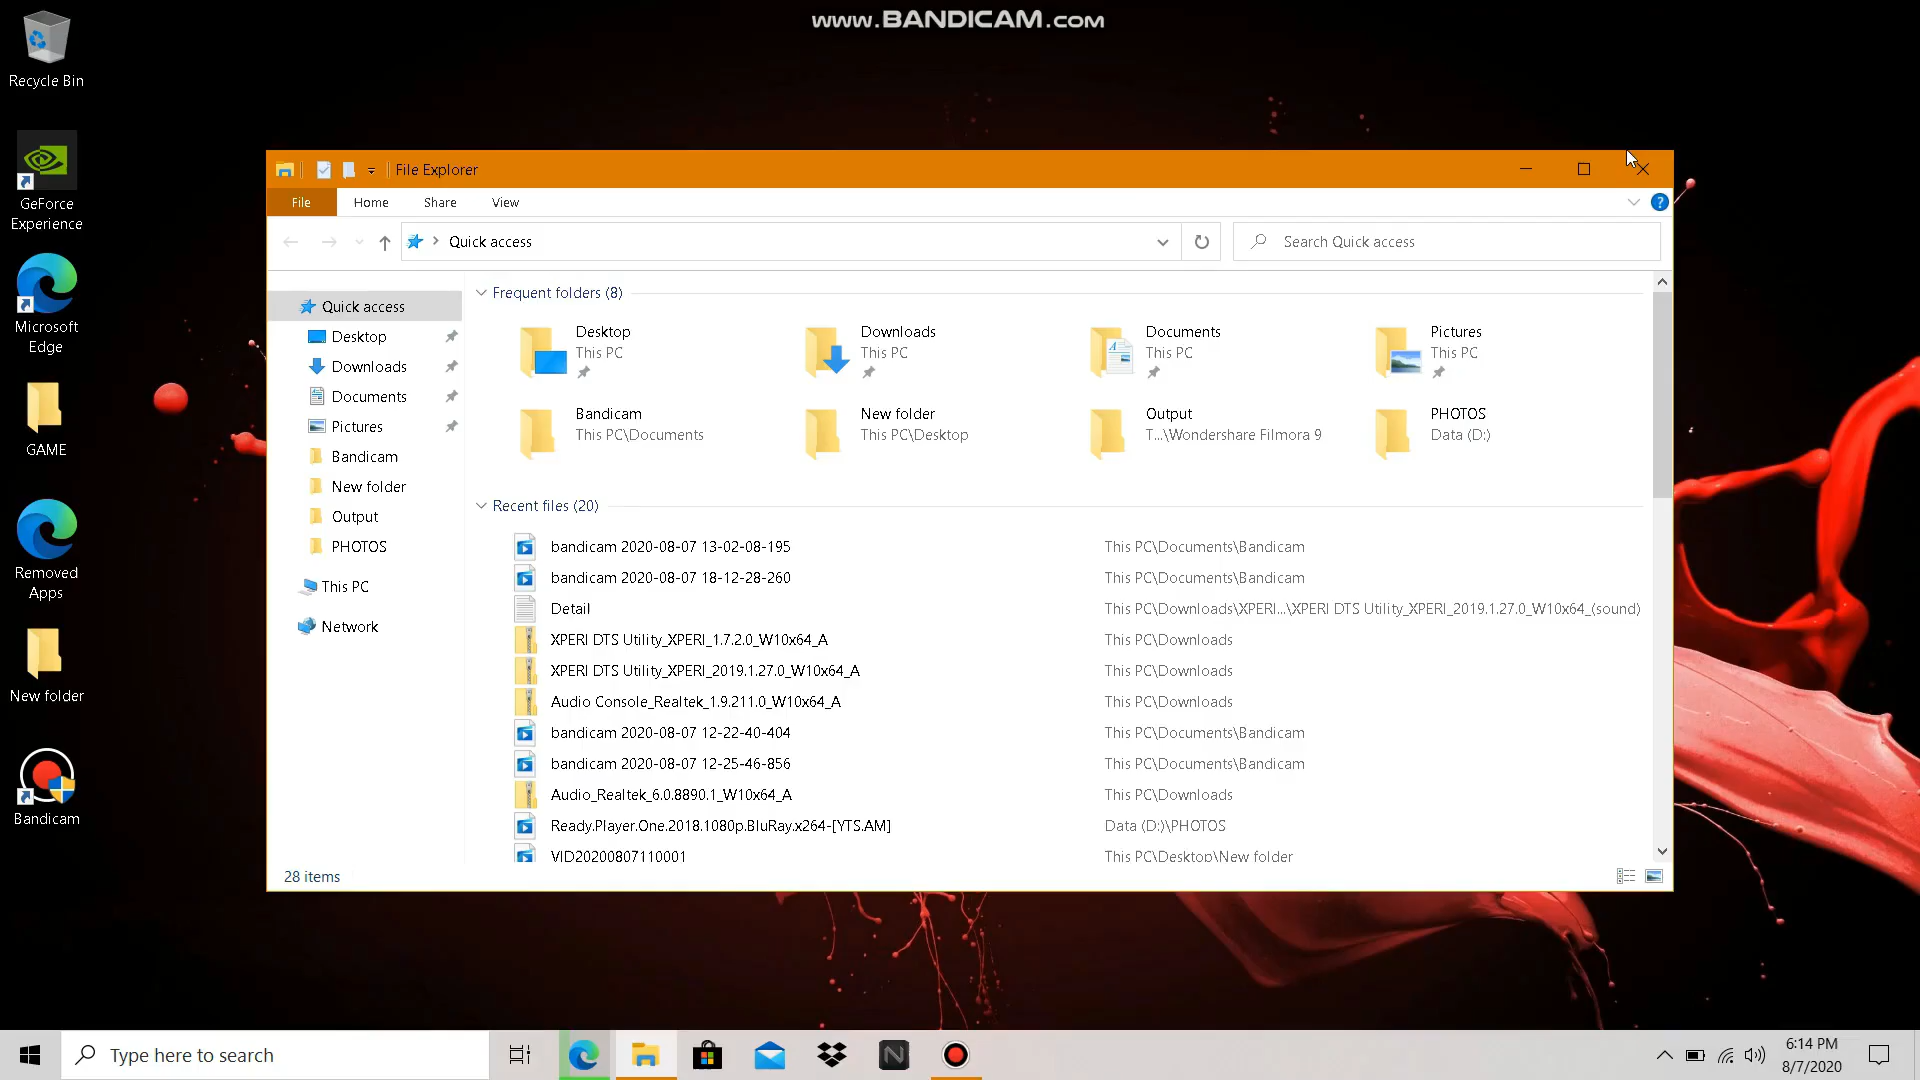 www.BANDICAM.com
Recycle Bin
GeForce
Experience
Microsoft
Edge
GAME
Removed
Apps
New folder
Bandicam
File Explorer
File
Home
Share
View
?
Quick access
Search Quick access
Quick access
Desktop
Downloads
Documents
Pictures
Bandicam
New folder
Output
PHOTOS
This PC
Network
Frequent folders (8)
Desktop
This PC
Downloads
This PC
Documents
This PC
Pictures
This PC
Bandicam
This PC\Documents
New folder
This PC\Desktop
Output
T...\Wondershare Filmora 9
PHOTOS
Data (D:)
Recent files (20)
bandicam 2020-08-07 13-02-08-195 This PC\Documents\Bandicam
bandicam 2020-08-07 18-12-28-260 This PC\Documents\Bandicam
Detail This PC\Downloads\XPERI...\XPERI DTS Utility_XPERI_2019.1.27.0_W10x64_(sound)
XPERI DTS Utility_XPERI_1.7.2.0_W10x64_A This PC\Downloads
XPERI DTS Utility_XPERI_2019.1.27.0_W10x64_A This PC\Downloads
Audio Console_Realtek_1.9.211.0_W10x64_A This PC\Downloads
bandicam 2020-08-07 12-22-40-404 This PC\Documents\Bandicam
bandicam 2020-08-07 12-25-46-856 This PC\Documents\Bandicam
Audio_Realtek_6.0.8890.1_W10x64_A This PC\Downloads
Ready.Player.One.2018.1080p.BluRay.x264-[YTS.AM] Data (D:)\PHOTOS
VID20200807110001 This PC\Desktop\New folder
28 items
Type here to search
N
6:14 PM
8/7/2020